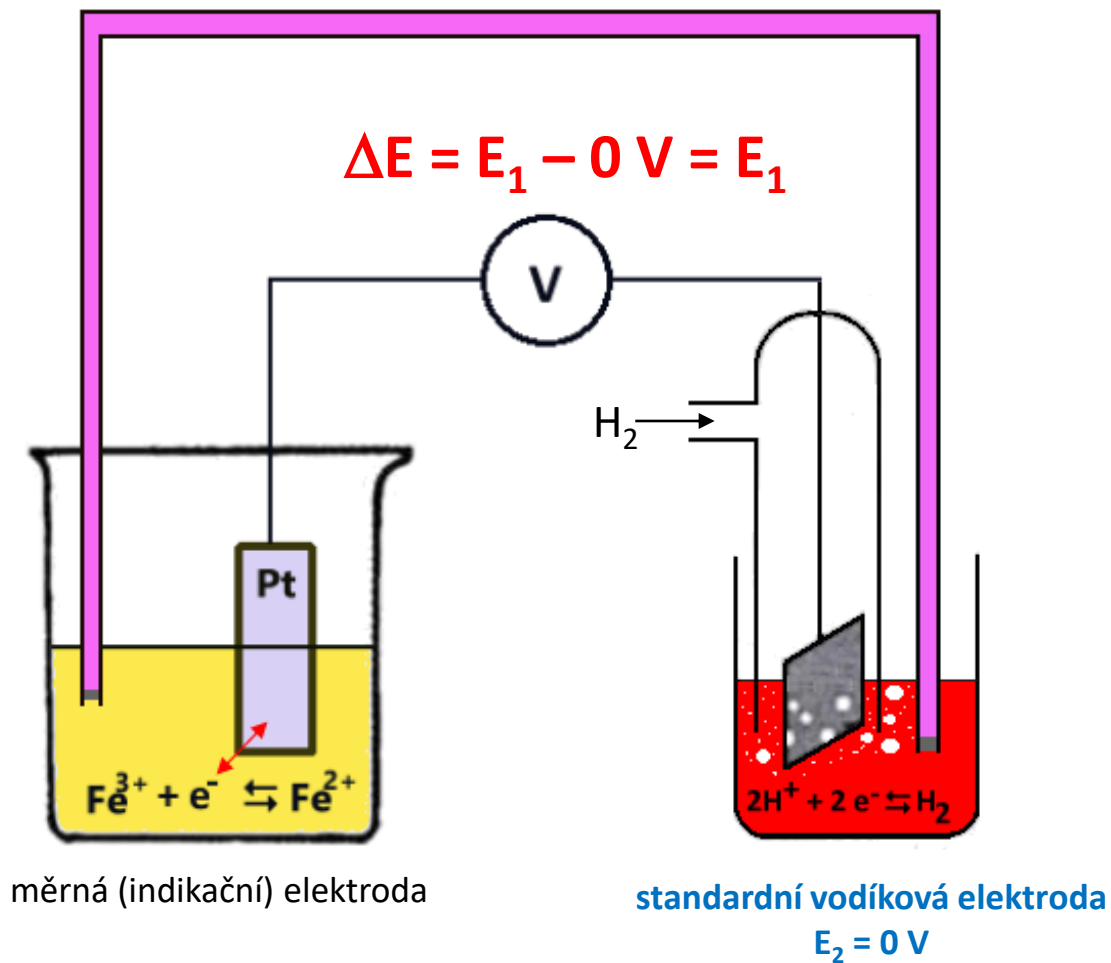 ΔE = E₁ – 0 V = E₁
V
H₂
Pt
Fe³⁺ + e⁻ ⇆ Fe²⁺
2H⁺ + 2 e⁻ ⇆ H₂
měrná (indikační) elektroda
standardní vodíková elektroda
E₂ = 0 V